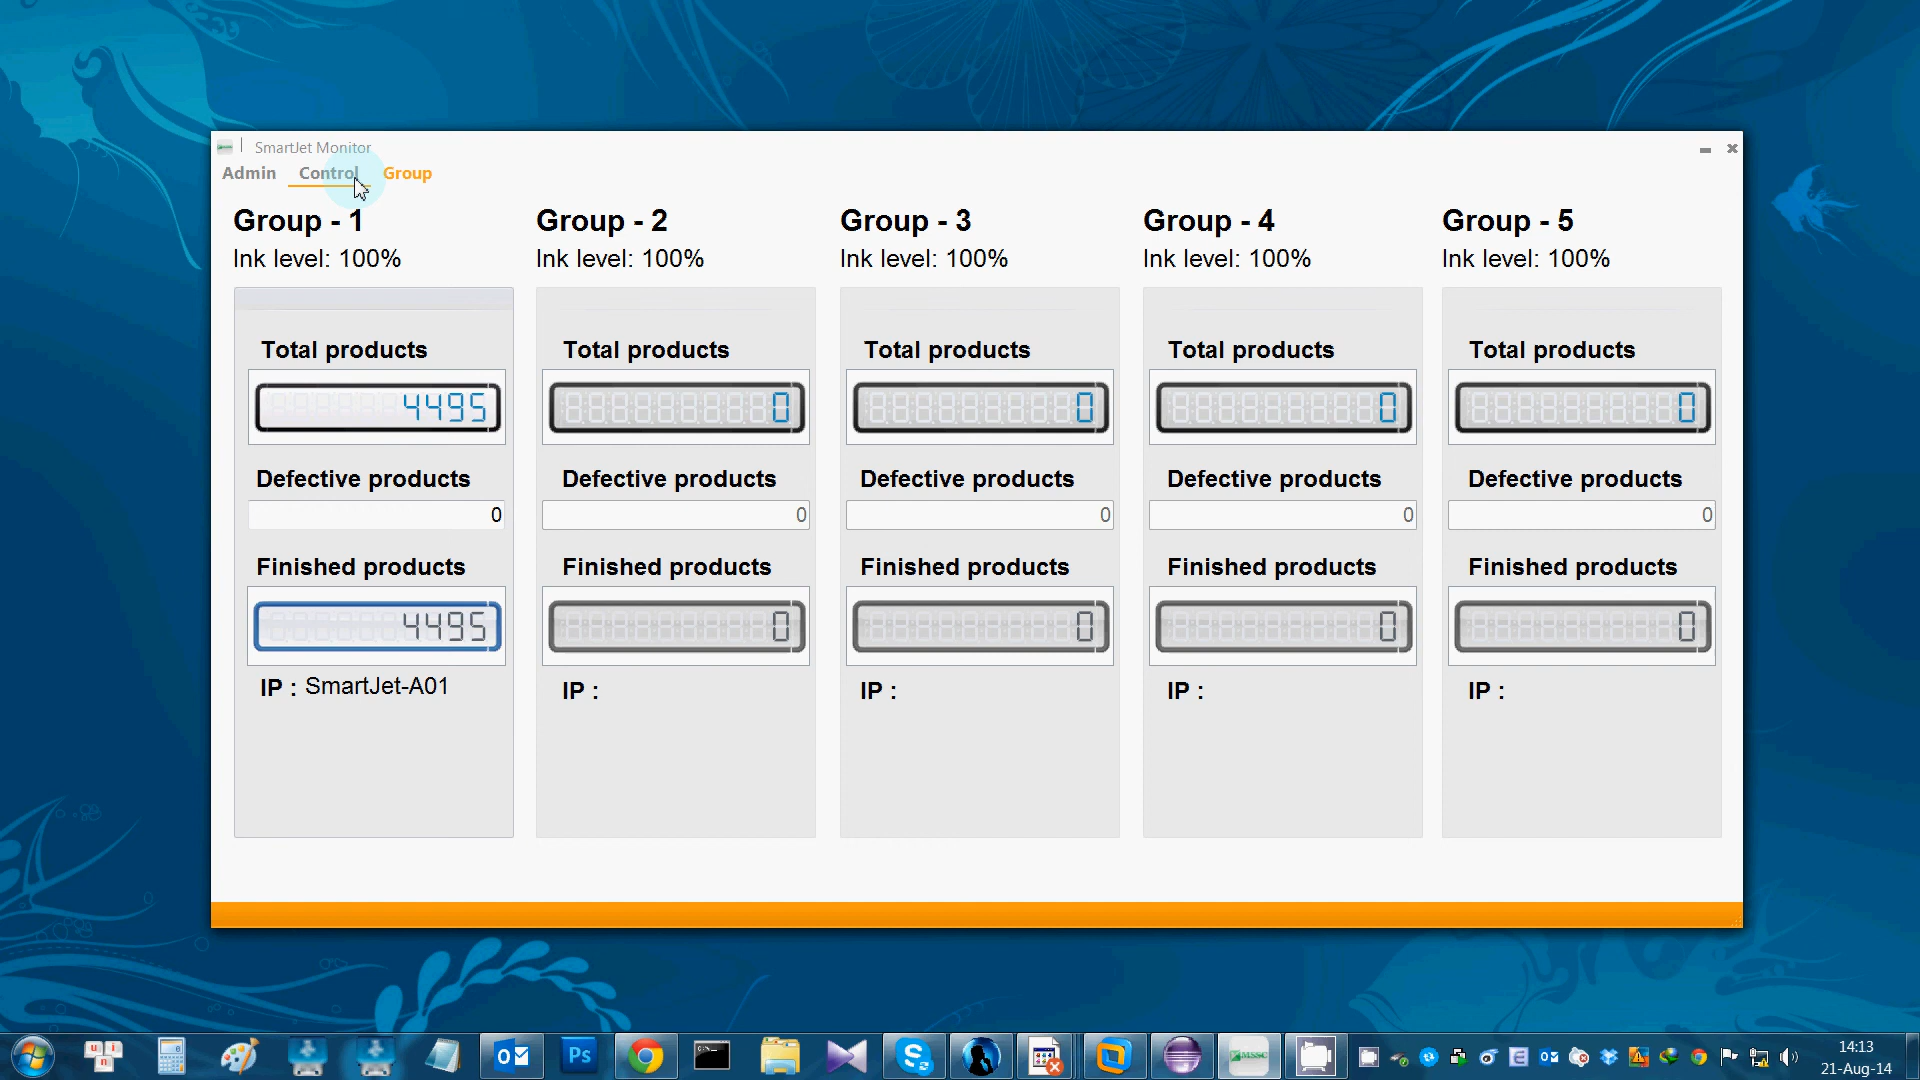 SmartJet Monitor
Admin Control Group
Group - 1 Group - 2 Group - 3 Group - 4 Group - 5
Ink level: 100% Ink level: 100% Ink level: 100% Ink level: 100% Ink level: 100%
Total products Total products Total products Total products Total products
4495 0 0 0 0
Defective products Defective products Defective products Defective products Defective products
0 0 0 0 0
Finished products Finished products Finished products Finished products Finished products
4495 0 0 0 0
IP : SmartJet-A01 IP : IP : IP : IP :
Ps
MSSC
14:13
21-Aug-14